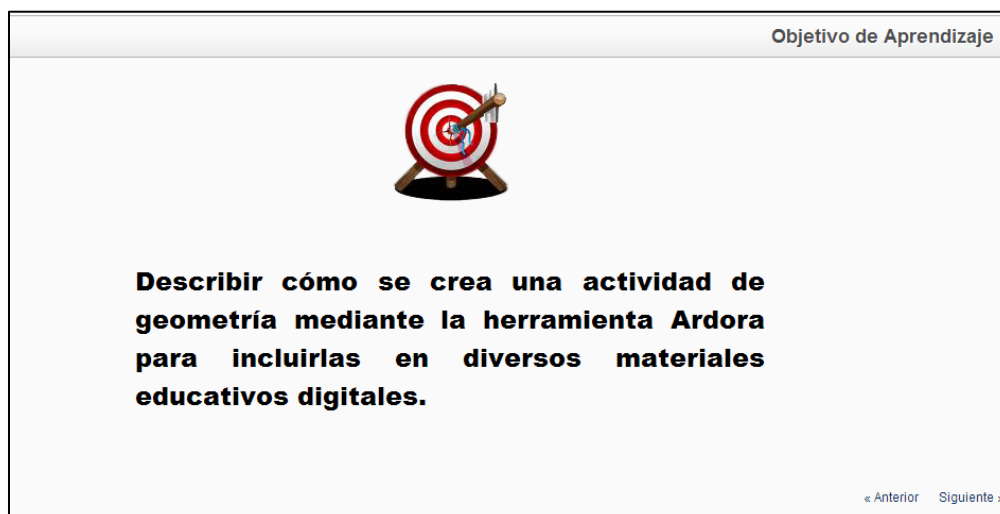 Objetivo de Aprendizaje
Describir cómo se crea una actividad de
geometría mediante la herramienta Ardora
para incluirlas en diversos materiales
educativos digitales.
« Anterior Siguiente »